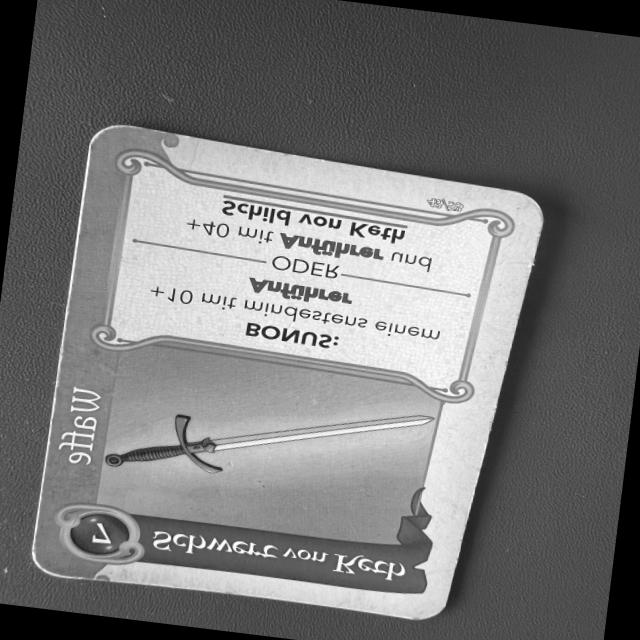 7
Schwert von Keth
Waffe
BONUS:
+10 mit mindestens einem
Anführer
ODER
+40 mit Anführer und
Schild von Keth